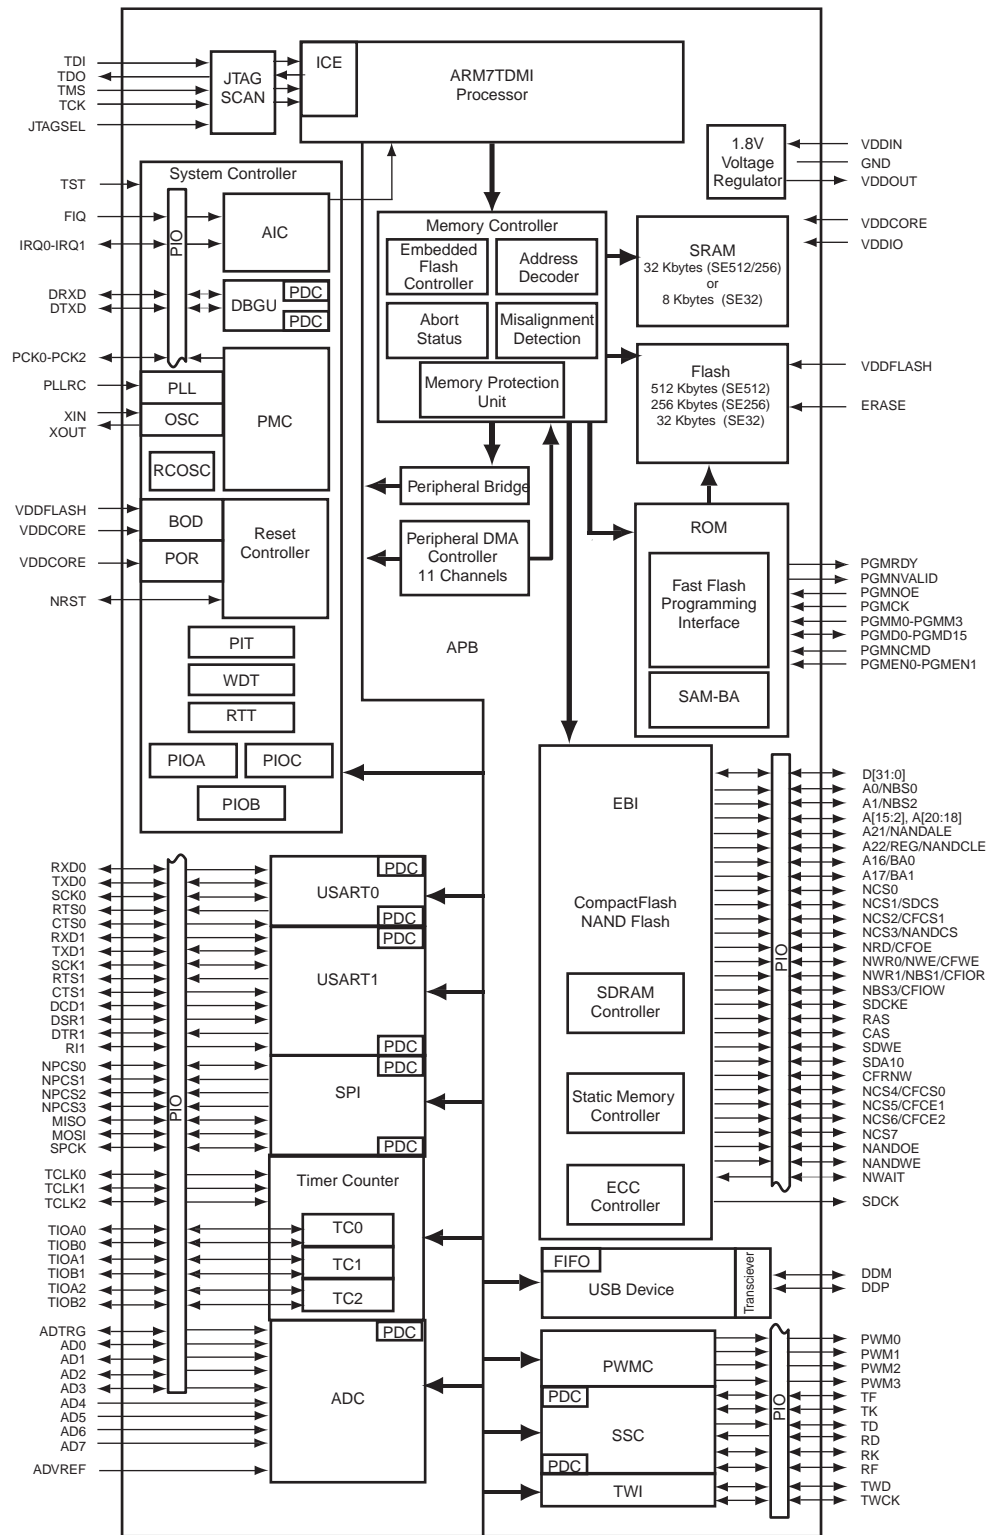 TDI
TDO
TMS
TCK
JTAGSEL
JTAG
SCAN
ICE
ARM7TDMI
Processor
1.8V
Voltage
Regulator
VDDIN
GND
VDDOUT
VDDCORE
VDDIO
System Controller
TST
FIQ
IRQ0-IRQ1
PIO
AIC
DRXD
DTXD
DBGU
PDC
PDC
PCK0-PCK2
PLLRC
XIN
XOUT
PLL
OSC
PMC
RCOSC
VDDFLASH
VDDCORE
VDDCORE
NRST
BOD
POR
Reset
Controller
PIT
WDT
RTT
PIOA
PIOC
PIOB
Memory Controller
Embedded
Flash
Controller
Address
Decoder
Abort
Status
Misalignment
Detection
Memory Protection
Unit
Peripheral Bridge
Peripheral DMA
Controller
11 Channels
APB
SRAM
32 Kbytes (SE512/256)
or
8 Kbytes (SE32)
Flash
512 Kbytes (SE512)
256 Kbytes (SE256)
32 Kbytes (SE32)
VDDFLASH
ERASE
ROM
Fast Flash
Programming
Interface
SAM-BA
PGMRDY
PGMNVALID
PGMNOE
PGMCK
PGMM0-PGMM3
PGMD0-PGMD15
PGMNCMD
PGMEN0-PGMEN1
EBI
CompactFlash
NAND Flash
SDRAM
Controller
Static Memory
Controller
ECC
Controller
PIO
D[31:0]
A0/NBS0
A1/NBS2
A[15:2], A[20:18]
A21/NANDALE
A22/REG/NANDCLE
A16/BA0
A17/BA1
NCS0
NCS1/SDCS
NCS2/CFCS1
NCS3/NANDCS
NRD/CFOE
NWR0/NWE/CFWE
NWR1/NBS1/CFIOR
NBS3/CFIOW
SDCKE
RAS
CAS
SDWE
SDA10
CFRNW
NCS4/CFCS0
NCS5/CFCE1
NCS6/CFCE2
NCS7
NANDOE
NANDWE
NWAIT
SDCK
RXD0
TXD0
SCK0
RTS0
CTS0
RXD1
TXD1
SCK1
RTS1
CTS1
DCD1
DSR1
DTR1
RI1
NPCS0
NPCS1
NPCS2
NPCS3
MISO
MOSI
SPCK
TCLK0
TCLK1
TCLK2
TIOA0
TIOB0
TIOA1
TIOB1
TIOA2
TIOB2
ADTRG
AD0
AD1
AD2
AD3
AD4
AD5
AD6
AD7
ADVREF
PIO
PDC
USART0
PDC
PDC
USART1
PDC
PDC
SPI
PDC
Timer Counter
TC0
TC1
TC2
PDC
ADC
FIFO
USB Device
Transciever
DDM
DDP
PWMC
PDC
SSC
PDC
TWI
PIO
PWM0
PWM1
PWM2
PWM3
TF
TK
TD
RD
RK
RF
TWD
TWCK